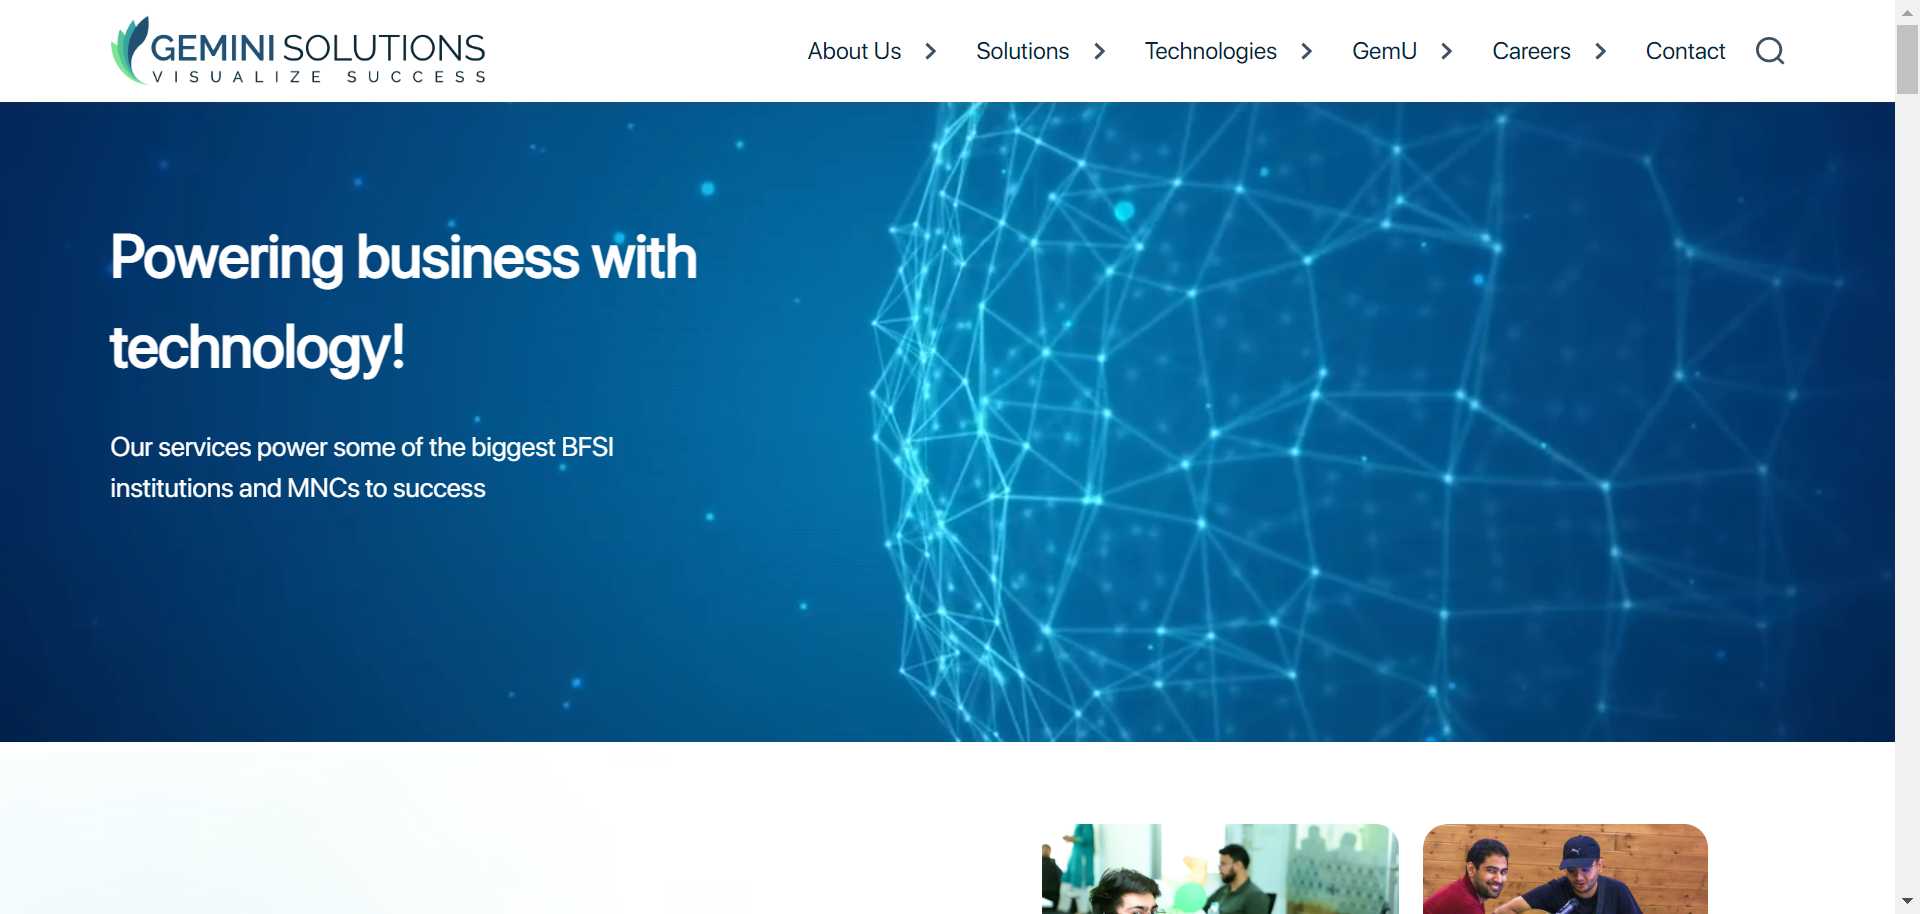 GEMINI SOLUTIONS
VISUALIZE SUCCESS
About Us
Solutions
Technologies
GemU
Careers
Contact
Powering business with
technology!
Our services power some of the biggest BFSI
institutions and MNCs to success